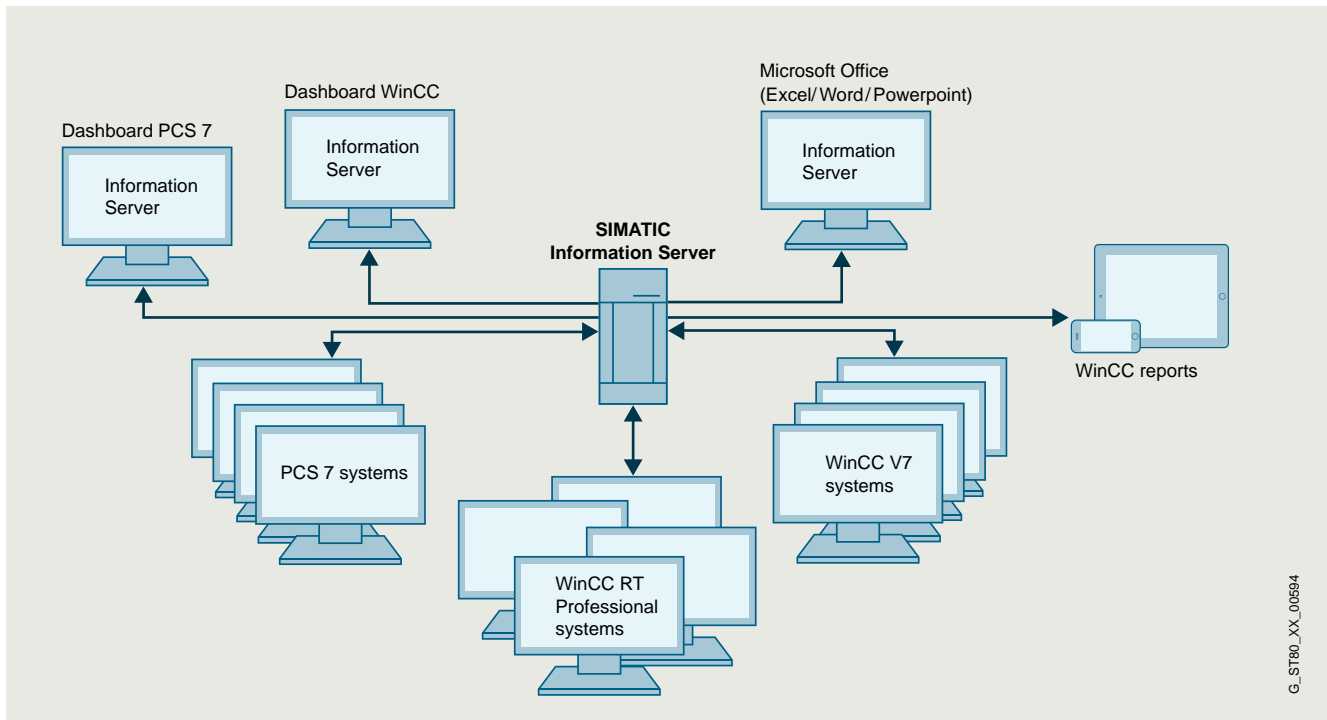 Microsoft Office
(Excel/Word/Powerpoint)
Dashboard WinCC
Dashboard PCS 7
Information
Server
Information
Server
Information
Server
SIMATIC
Information Server
WinCC reports
PCS 7 systems
WinCC V7
systems
WinCC RT
Professional
systems
G_ST80_XX_00594